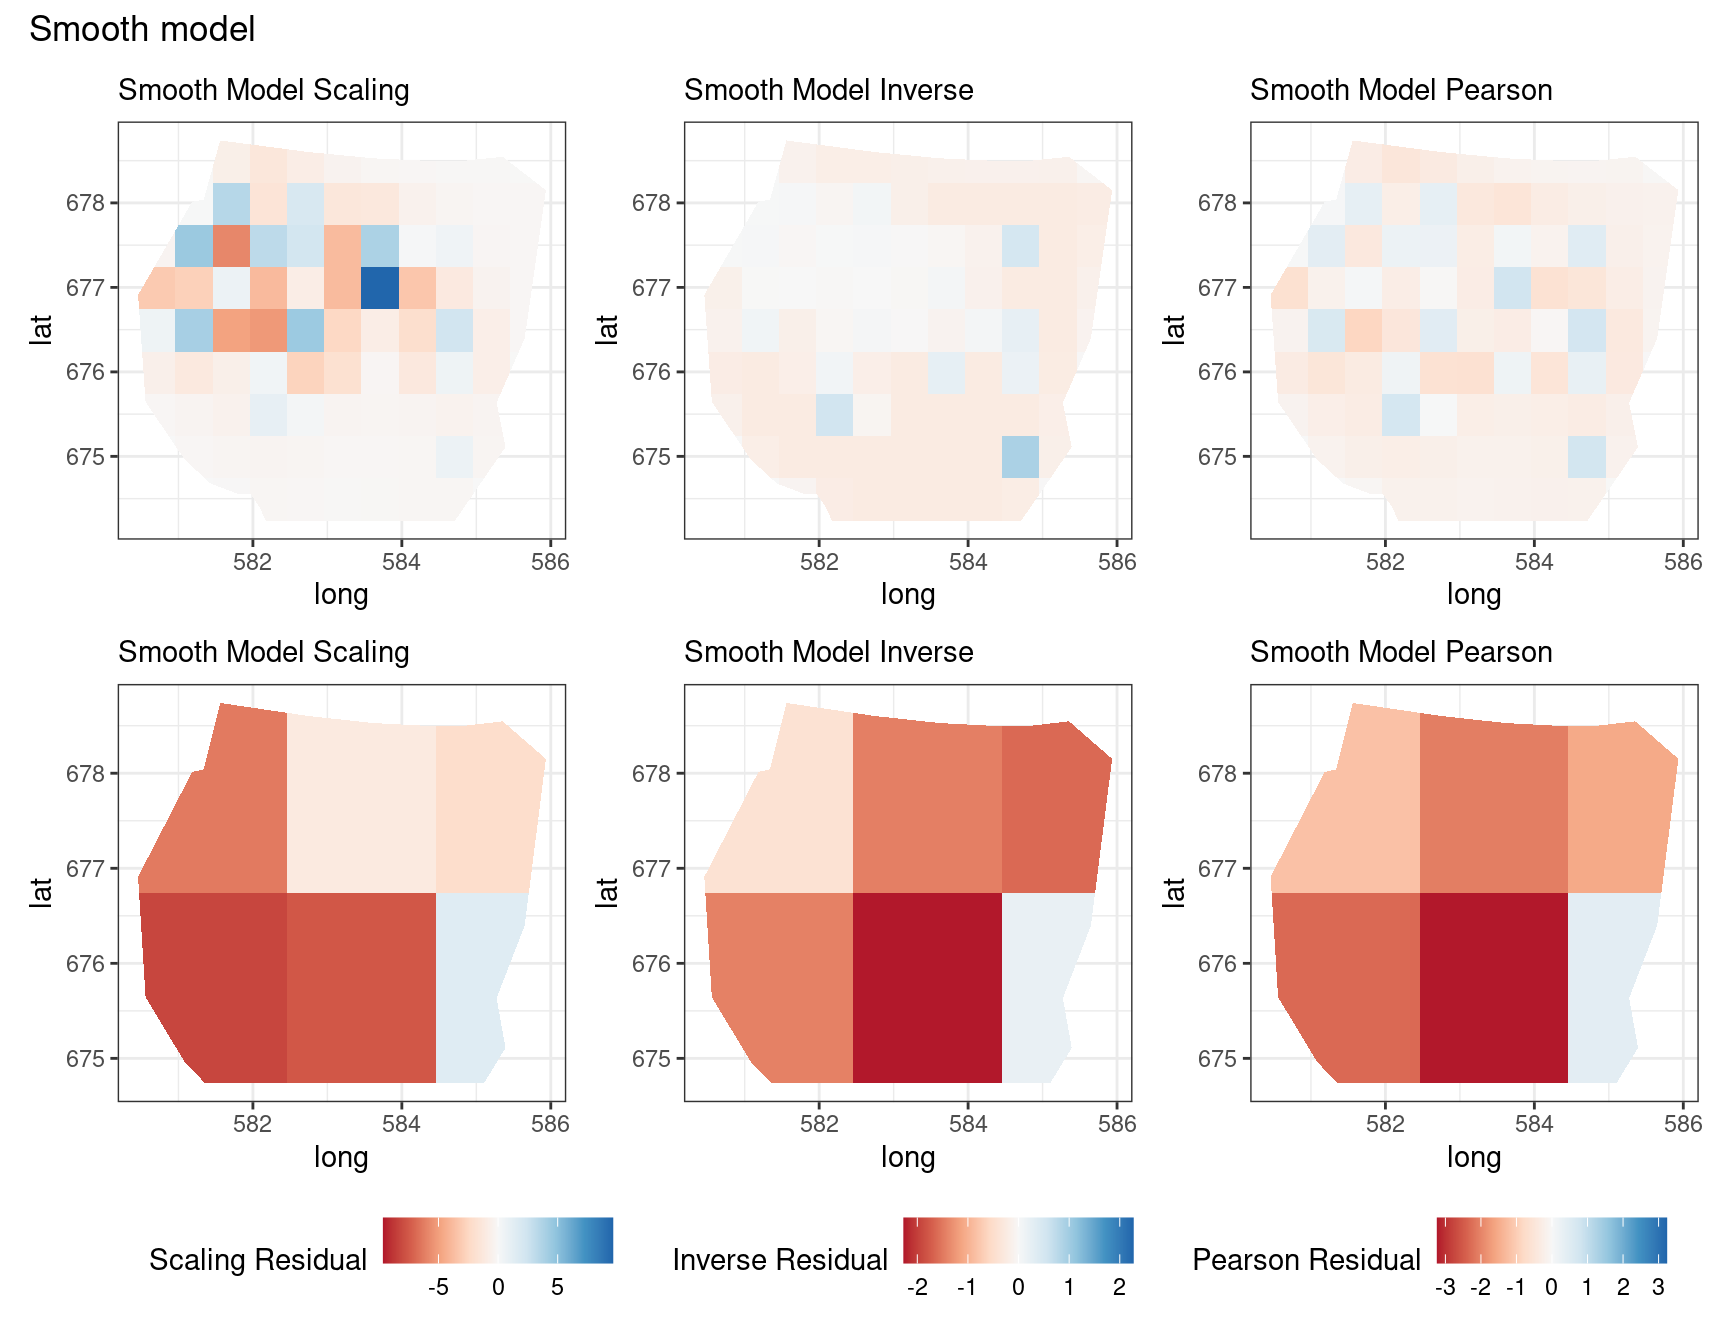 Smooth model
Smooth Model Scaling
Smooth Model Inverse
Smooth Model Pearson
lat
678
677
676
675
582
584
586
long
lat
678
677
676
675
582
584
586
long
lat
678
677
676
675
582
584
586
long
Smooth Model Scaling
Smooth Model Inverse
Smooth Model Pearson
lat
678
677
676
675
582
584
586
long
lat
678
677
676
675
582
584
586
long
lat
678
677
676
675
582
584
586
long
Scaling Residual
-5 0 5
Inverse Residual
-2 -1 0 1 2
Pearson Residual
-3 -2 -1 0 1 2 3